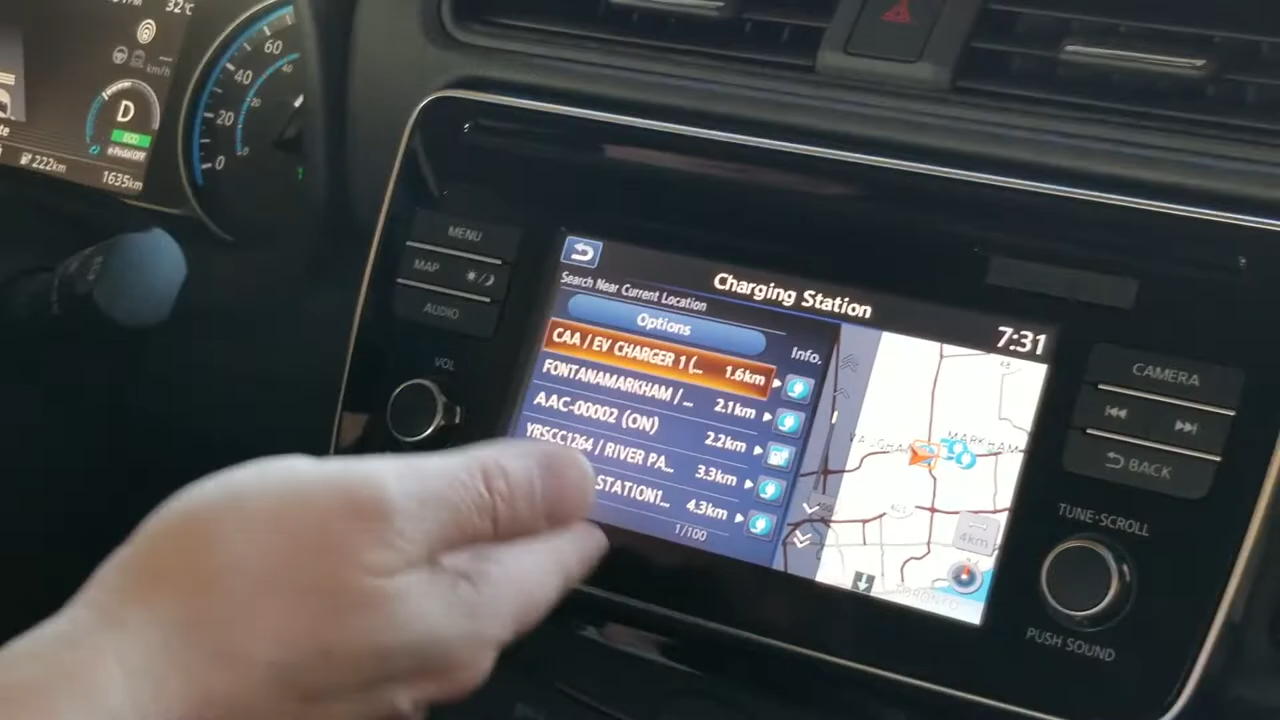 32°C
km/h
60
40
20
0
D
ECO
e-Pedal OFF
222km
1635km
MENU
MAP
AUDIO
VOL
Charging Station
7:31
Search Near Current Location
Options
Info.
CAA / EV CHARGER 1 (... 1.6km
FONTANAMARKHAM / ... 2.1km
AAC-00002 (ON) 2.2km
YRSCC1264 / RIVER PA... 3.3km
STATION1... 4.3km
1/100
MARKHAM
4km
TORONTO
CAMERA
BACK
TUNE·SCROLL
PUSH SOUND